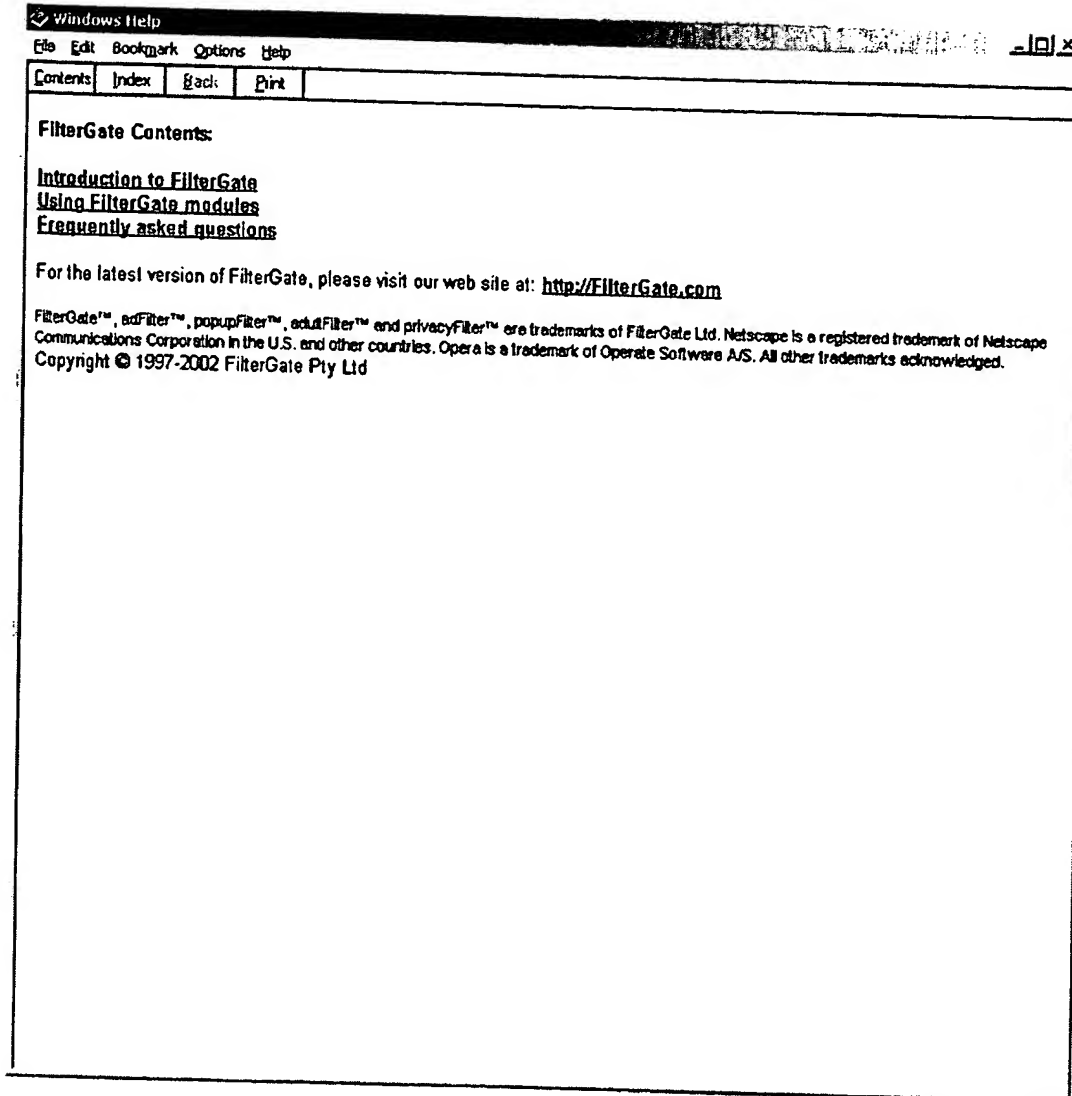 Windows Help
File Edit Bookmark Options Help
Contents Index Back Print
FilterGate Contents:
Introduction to FilterGate
Using FilterGate modules
Frequently asked questions
For the latest version of FilterGate, please visit our web site at: http://FilterGate.com
FilterGate™, adFilter™, popupFilter™, adultFilter™ and privacyFilter™ are trademarks of FilterGate Ltd. Netscape is a registered trademark of Netscape
Communications Corporation in the U.S. and other countries. Opera is a trademark of Operate Software A/S. All other trademarks acknowledged.
Copyright © 1997-2002 FilterGate Pty Ltd